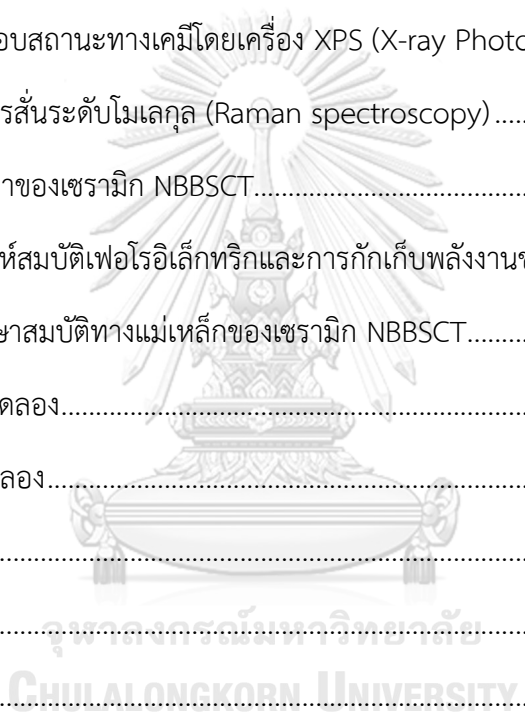 อบสถานะทางเคมีโดยเครื่อง XPS (X-ray Photo
รสั่นระดับโมเลกุล (Raman spectroscopy)....
าของเซรามิก NBBSCT....................................
ห์สมบัติเฟอโรอิเล็กทริกและการกักเก็บพลังงานข
ษาสมบัติทางแม่เหล็กของเซรามิก NBBSCT........
ดลอง................................................................
ลอง..................................................................
........................................................................
........................................................................
จุฬาลงกรณ์มหาวิทยาลัย
........................................................................
CHULALONGKORN UNIVERSITY